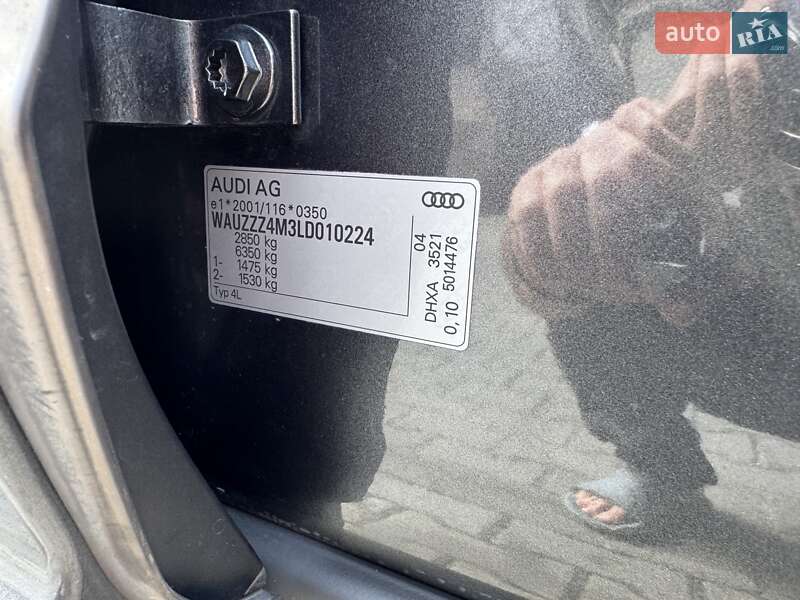 auto RIA
.com
AUDI AG
e1*2001/116*0350
WAUZZZ4M3LD010224
2850 kg
6350 kg
1- 1475 kg
2- 1530 kg
Typ 4L
04
DHXA 3521
0,10 5014476